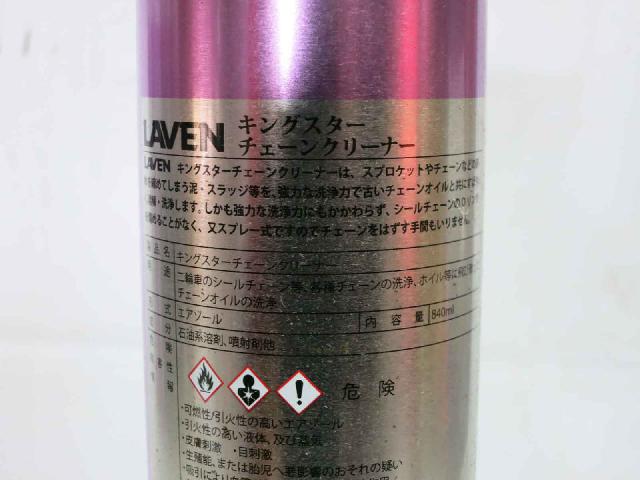 LAVEN キングスター
チェーンクリーナー
LAVEN キングスターチェーンクリーナーは、スプロケットやチェーンなどの
めてしまう泥・スラッジ等を、強力な洗浄力で古いチェーンオイルと共に
解・洗浄します。しかも強力な洗浄力にもかかわらず、シールチェーンのOリング
めることがなく、又スプレー式ですのでチェーンをはずす手間もいりません。
品名 キングスターチェーンクリーナー
途 二輪車のシールチェーン等、各種チェーンの洗浄、ホイル等に
チェーンオイルの洗浄
式 エアゾール 内容量 840ml
分 石油系溶剤、噴射剤他
危険
・可燃性/引火性の高いエアゾール
・引火性の高い液体、及び蒸気
・皮膚刺激 ・目刺激
・生殖能、または胎児へ悪影響のおそれの疑い